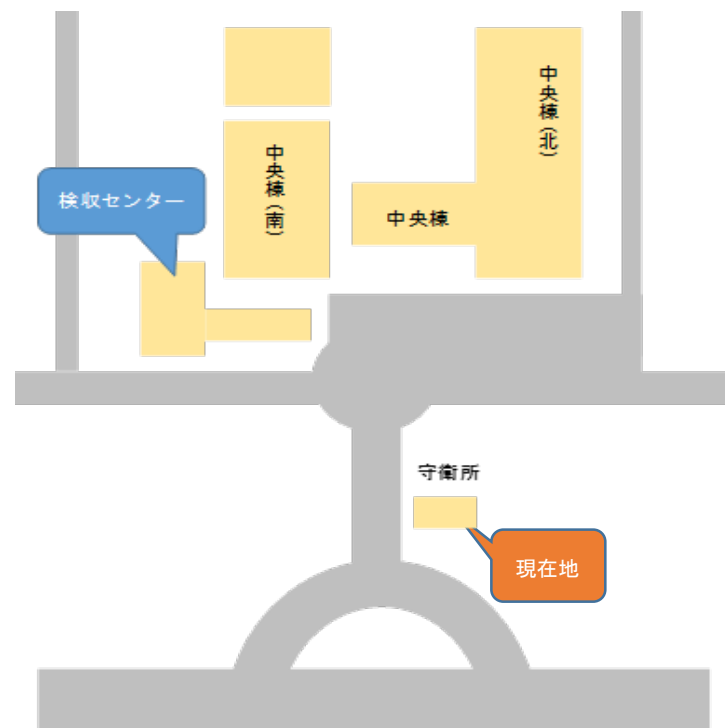 中央棟(北)
中央棟(南)
検収センター
中央棟
守衛所
現在地